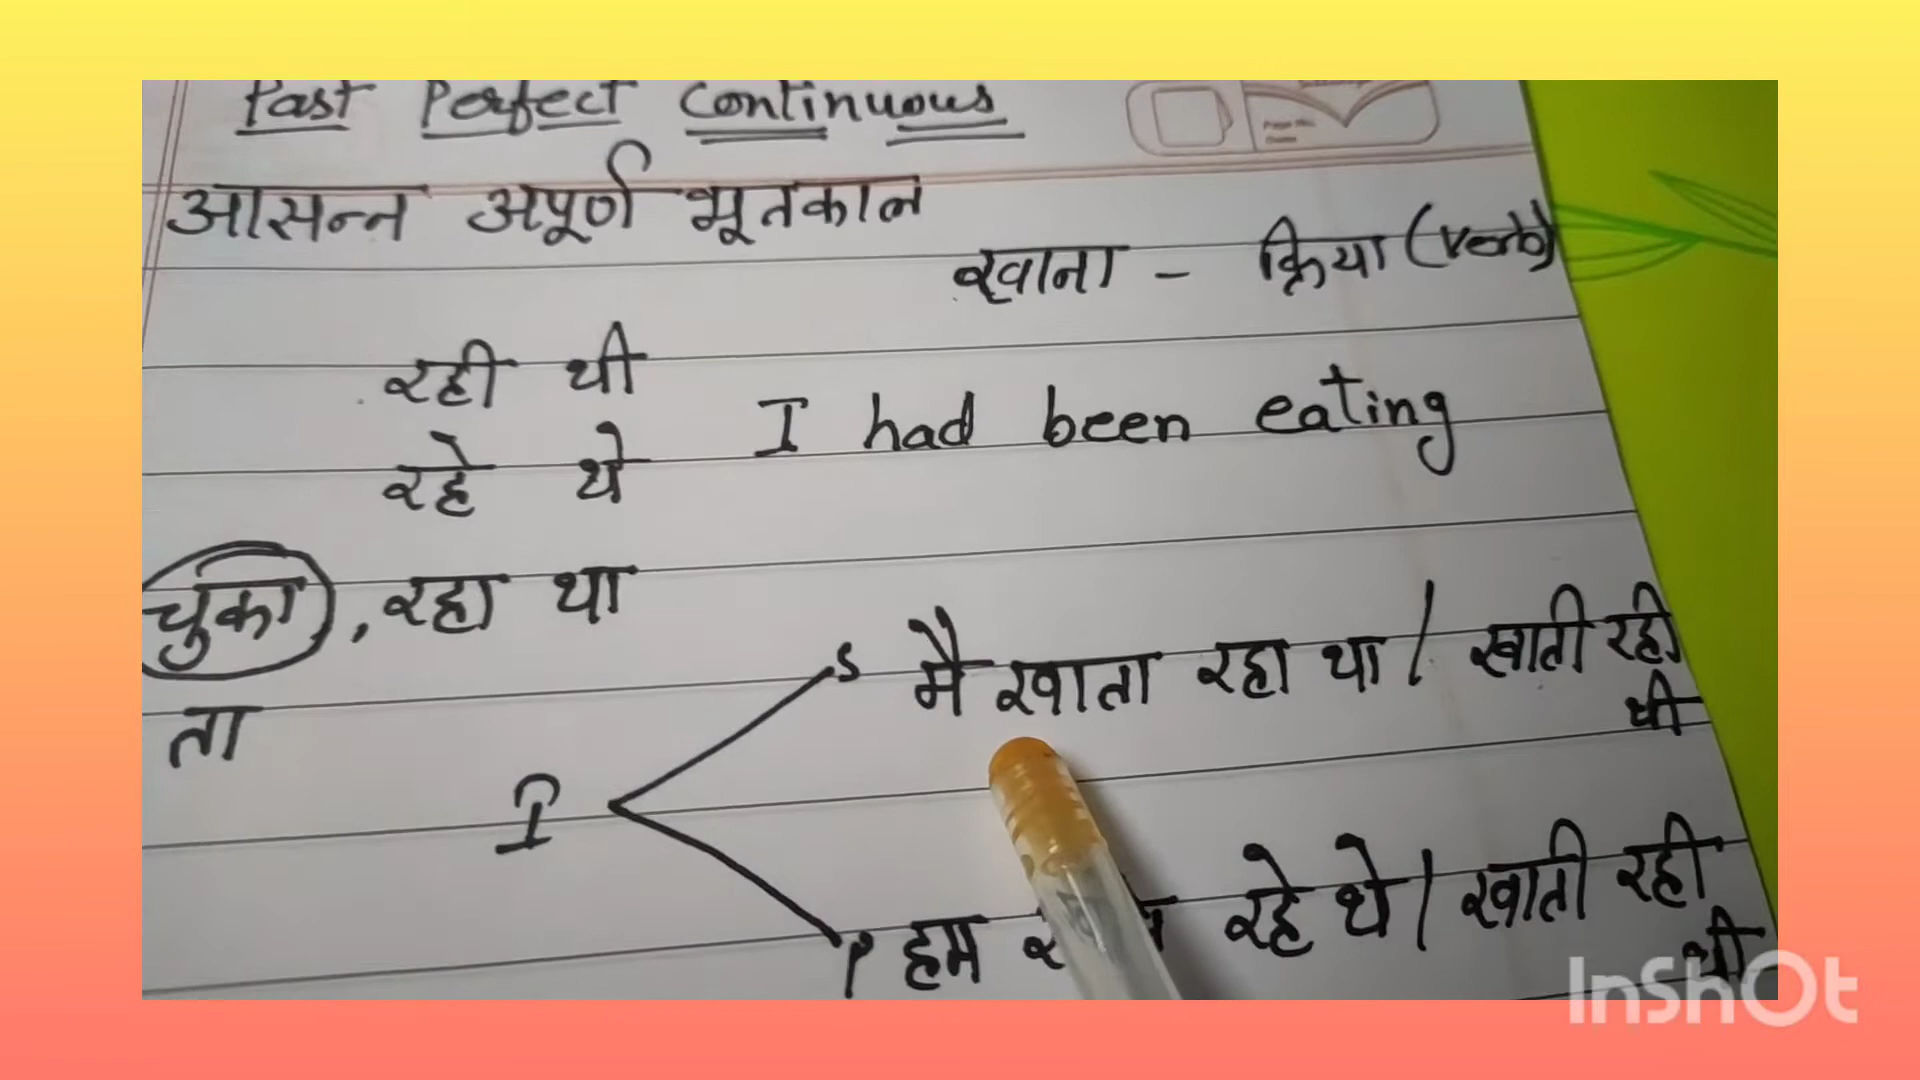 Past Perfect Continuous
आसन्न अपूर्ण भूतकाल
खाना - क्रिया (Verb)
रही थी
रहे थे
I had been eating
चुका, रहा था
ता
I
S मै खाता रहा था / खाती रही
थी
P हम रहे थे / खाती रही
थी
InShOt